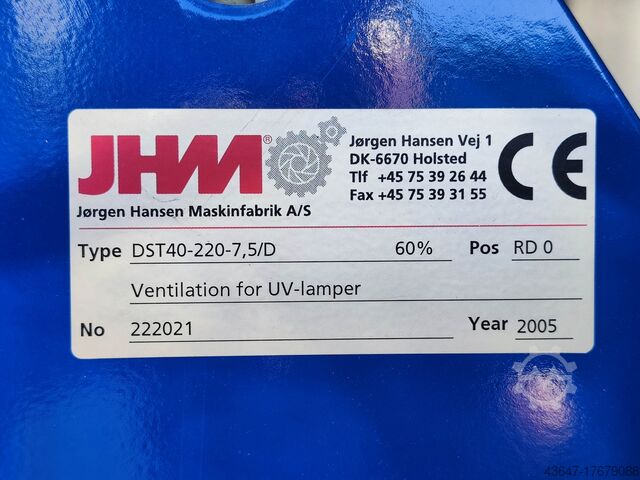 JHM®
Jørgen Hansen Maskinfabrik A/S
Jørgen Hansen Vej 1
DK-6670 Holsted
Tlf +45 75 39 26 44
Fax +45 75 39 31 55
CE
Type DST40-220-7,5/D 60% Pos RD 0
Ventilation for UV-lamper
No 222021 Year 2005
43647-17679088